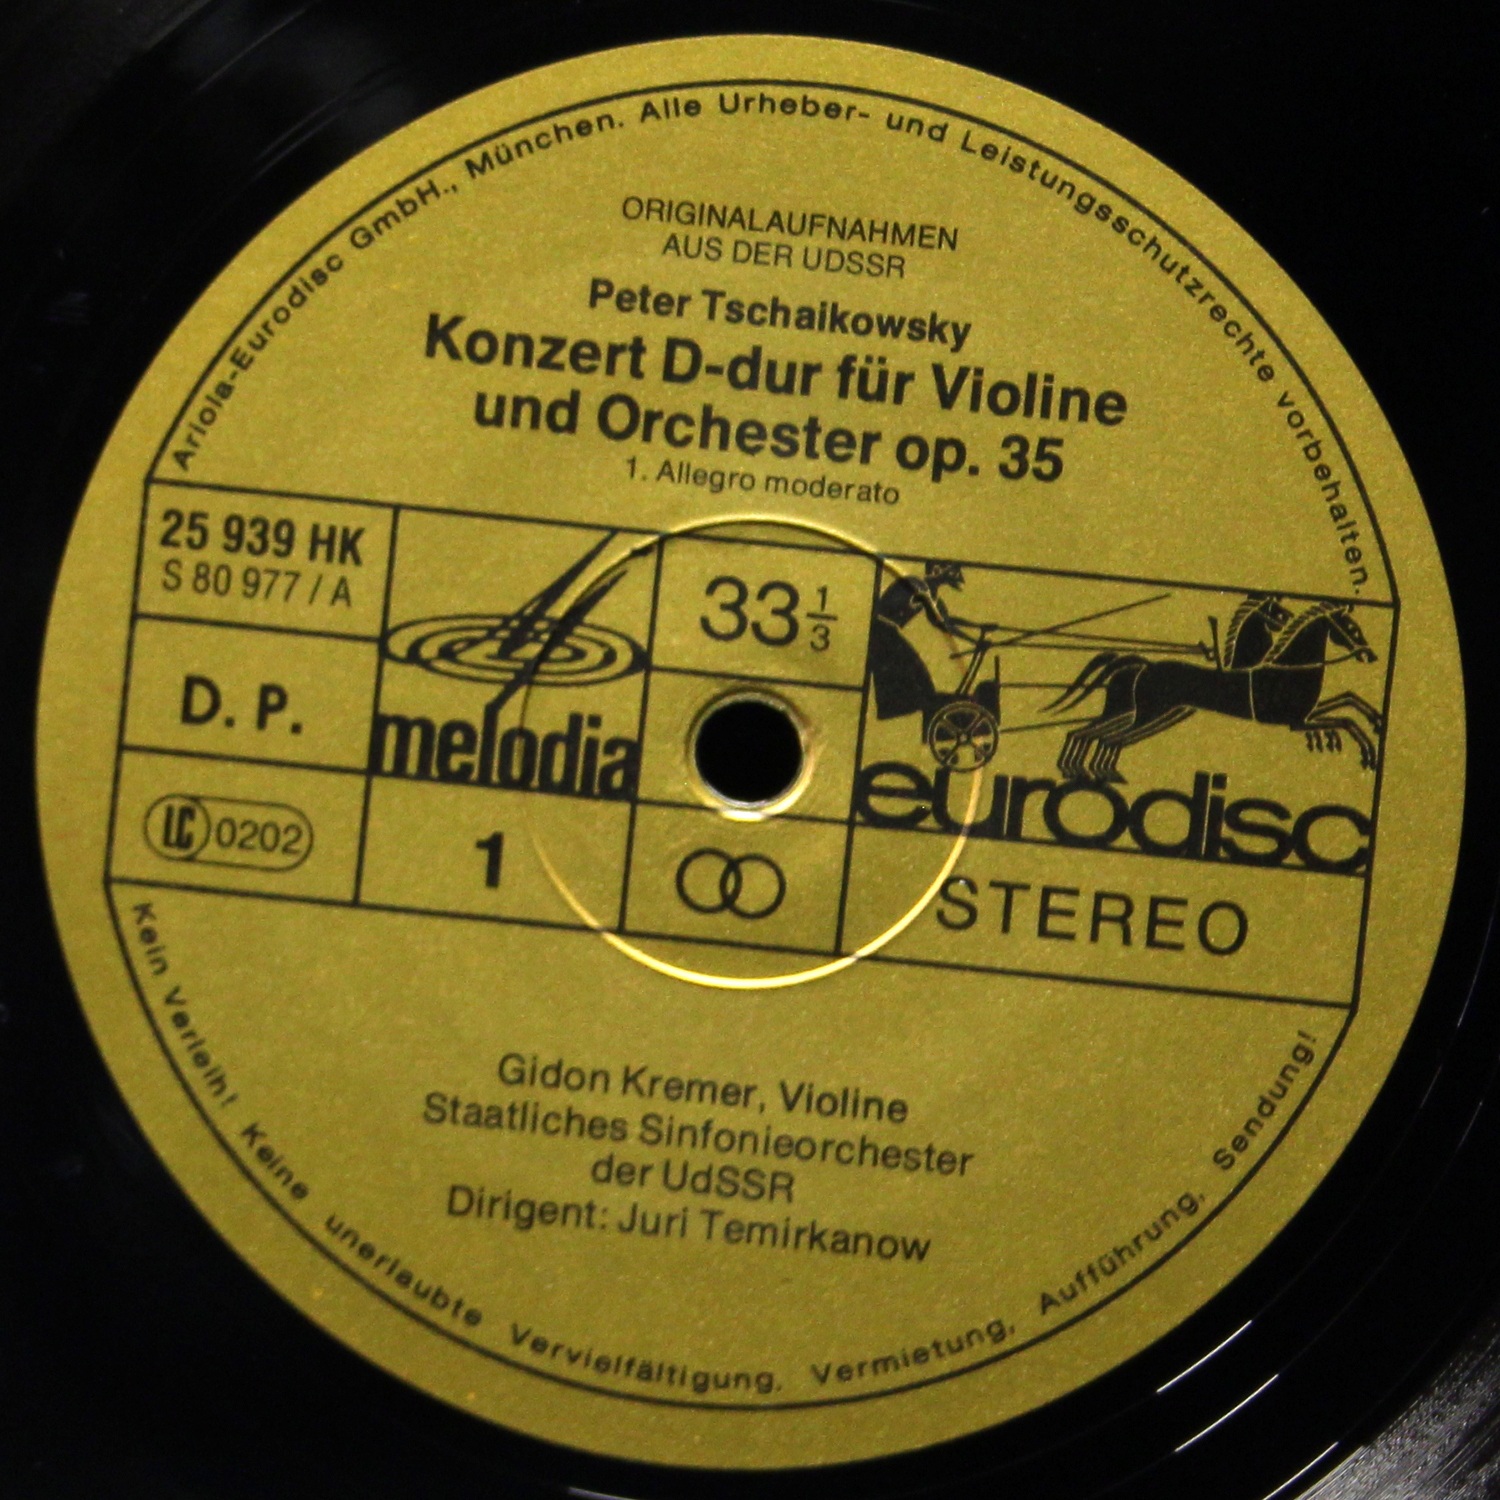 Ariola-Eurodisc GmbH., München. Alle Urheber- und Leistungsschutzrechte vorbehalten.
ORIGINALAUFNAHMEN
AUS DER UDSSR
Peter Tschaikowsky
Konzert D-dur für Violine
und Orchester op. 35
1. Allegro moderato
25 939 HK
S 80 977 / A
D. P.
LC 0202
melodia
1
33 1/3
eurodisc
STEREO
Gidon Kremer, Violine
Staatliches Sinfonieorchester
der UdSSR
Dirigent: Juri Temirkanow
Kein Verleih! Keine unerlaubte Vervielfältigung, Vermietung, Aufführung, Sendung!